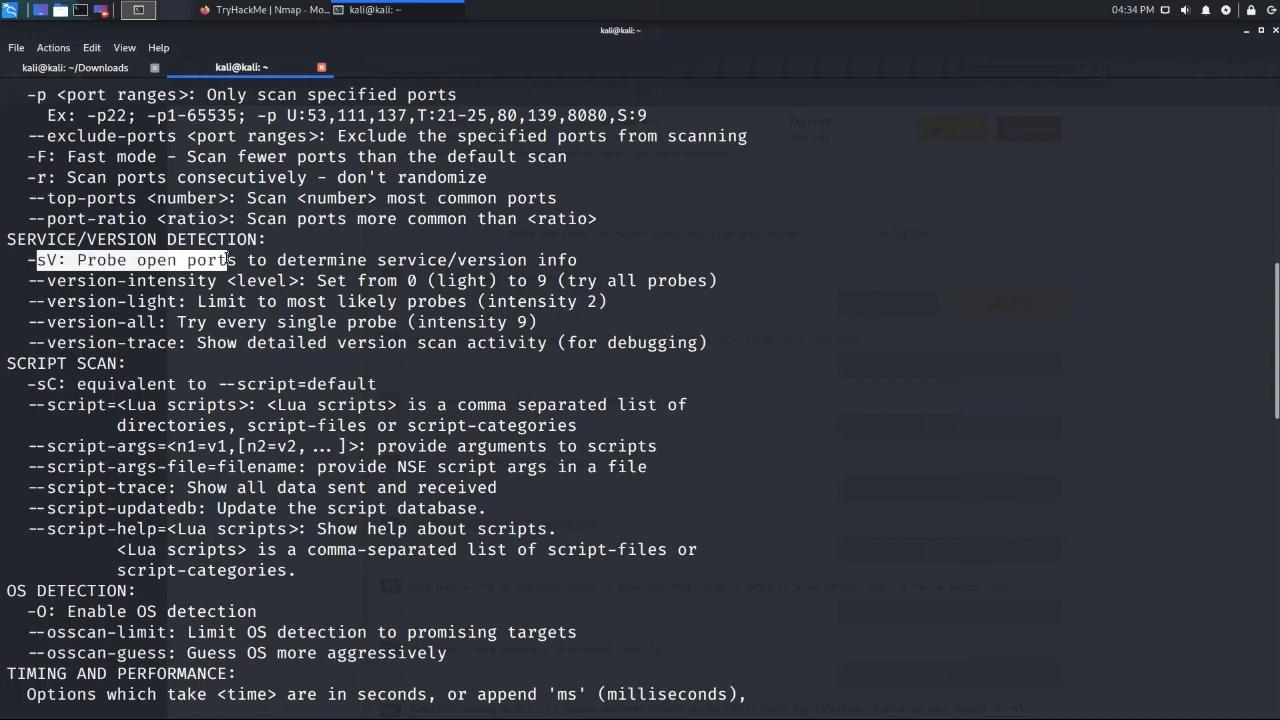 TryHackMe | Nmap - Mo...
kali@kali: ~
04:34 PM
kali@kali: ~
File Actions Edit View Help
kali@kali: ~/Downloads
kali@kali: ~
-p <port ranges>: Only scan specified ports
Ex: -p22; -p1-65535; -p U:53,111,137,T:21-25,80,139,8080,S:9
--exclude-ports <port ranges>: Exclude the specified ports from scanning
-F: Fast mode - Scan fewer ports than the default scan
-r: Scan ports consecutively - don't randomize
--top-ports <number>: Scan <number> most common ports
--port-ratio <ratio>: Scan ports more common than <ratio>
SERVICE/VERSION DETECTION:
-sV: Probe open ports to determine service/version info
--version-intensity <level>: Set from 0 (light) to 9 (try all probes)
--version-light: Limit to most likely probes (intensity 2)
--version-all: Try every single probe (intensity 9)
--version-trace: Show detailed version scan activity (for debugging)
SCRIPT SCAN:
-sC: equivalent to --script=default
--script=<Lua scripts>: <Lua scripts> is a comma separated list of
directories, script-files or script-categories
--script-args=<n1=v1,[n2=v2,...]>: provide arguments to scripts
--script-args-file=filename: provide NSE script args in a file
--script-trace: Show all data sent and received
--script-updatedb: Update the script database.
--script-help=<Lua scripts>: Show help about scripts.
<Lua scripts> is a comma-separated list of script-files or
script-categories.
OS DETECTION:
-O: Enable OS detection
--osscan-limit: Limit OS detection to promising targets
--osscan-guess: Guess OS more aggressively
TIMING AND PERFORMANCE:
Options which take <time> are in seconds, or append 'ms' (milliseconds),